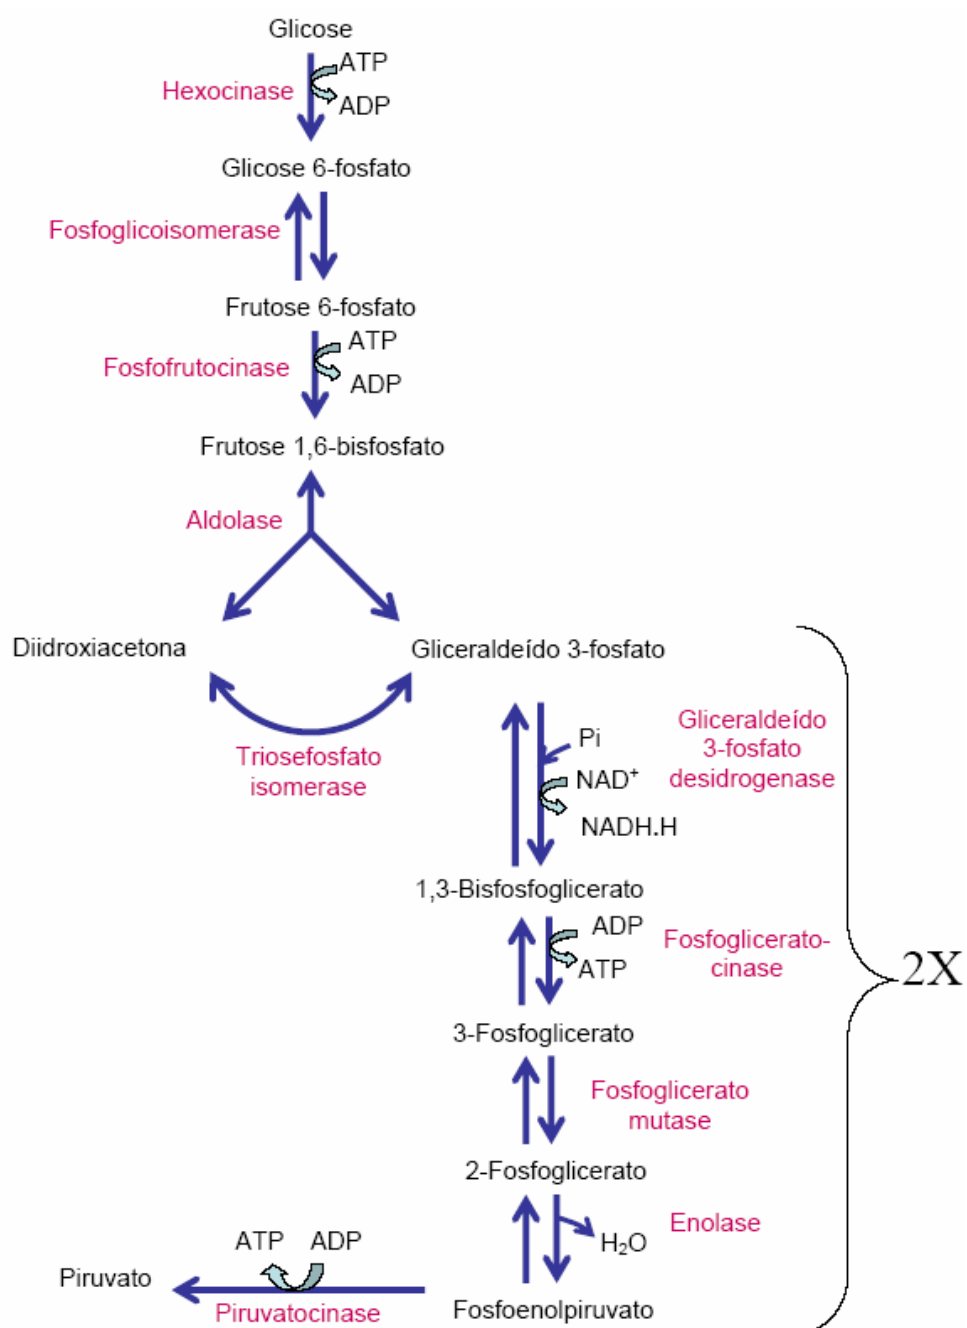 Glicose
ATP
Hexocinase
ADP
Glicose 6-fosfato
Fosfoglicoisomerase
Frutose 6-fosfato
ATP
Fosfofrutocinase
ADP
Frutose 1,6-bisfosfato
Aldolase
Diidroxiacetona
Gliceraldeído 3-fosfato
Triosefosfato
isomerase
Gliceraldeído
3-fosfato
desidrogenase
Pi
NAD⁺
NADH.H
1,3-Bisfosfoglicerato
ADP
ATP
Fosfoglicerato-
cinase
2X
3-Fosfoglicerato
Fosfoglicerato
mutase
2-Fosfoglicerato
Enolase
H₂O
ATP ADP
Piruvato
Piruvatocinase
Fosfoenolpiruvato